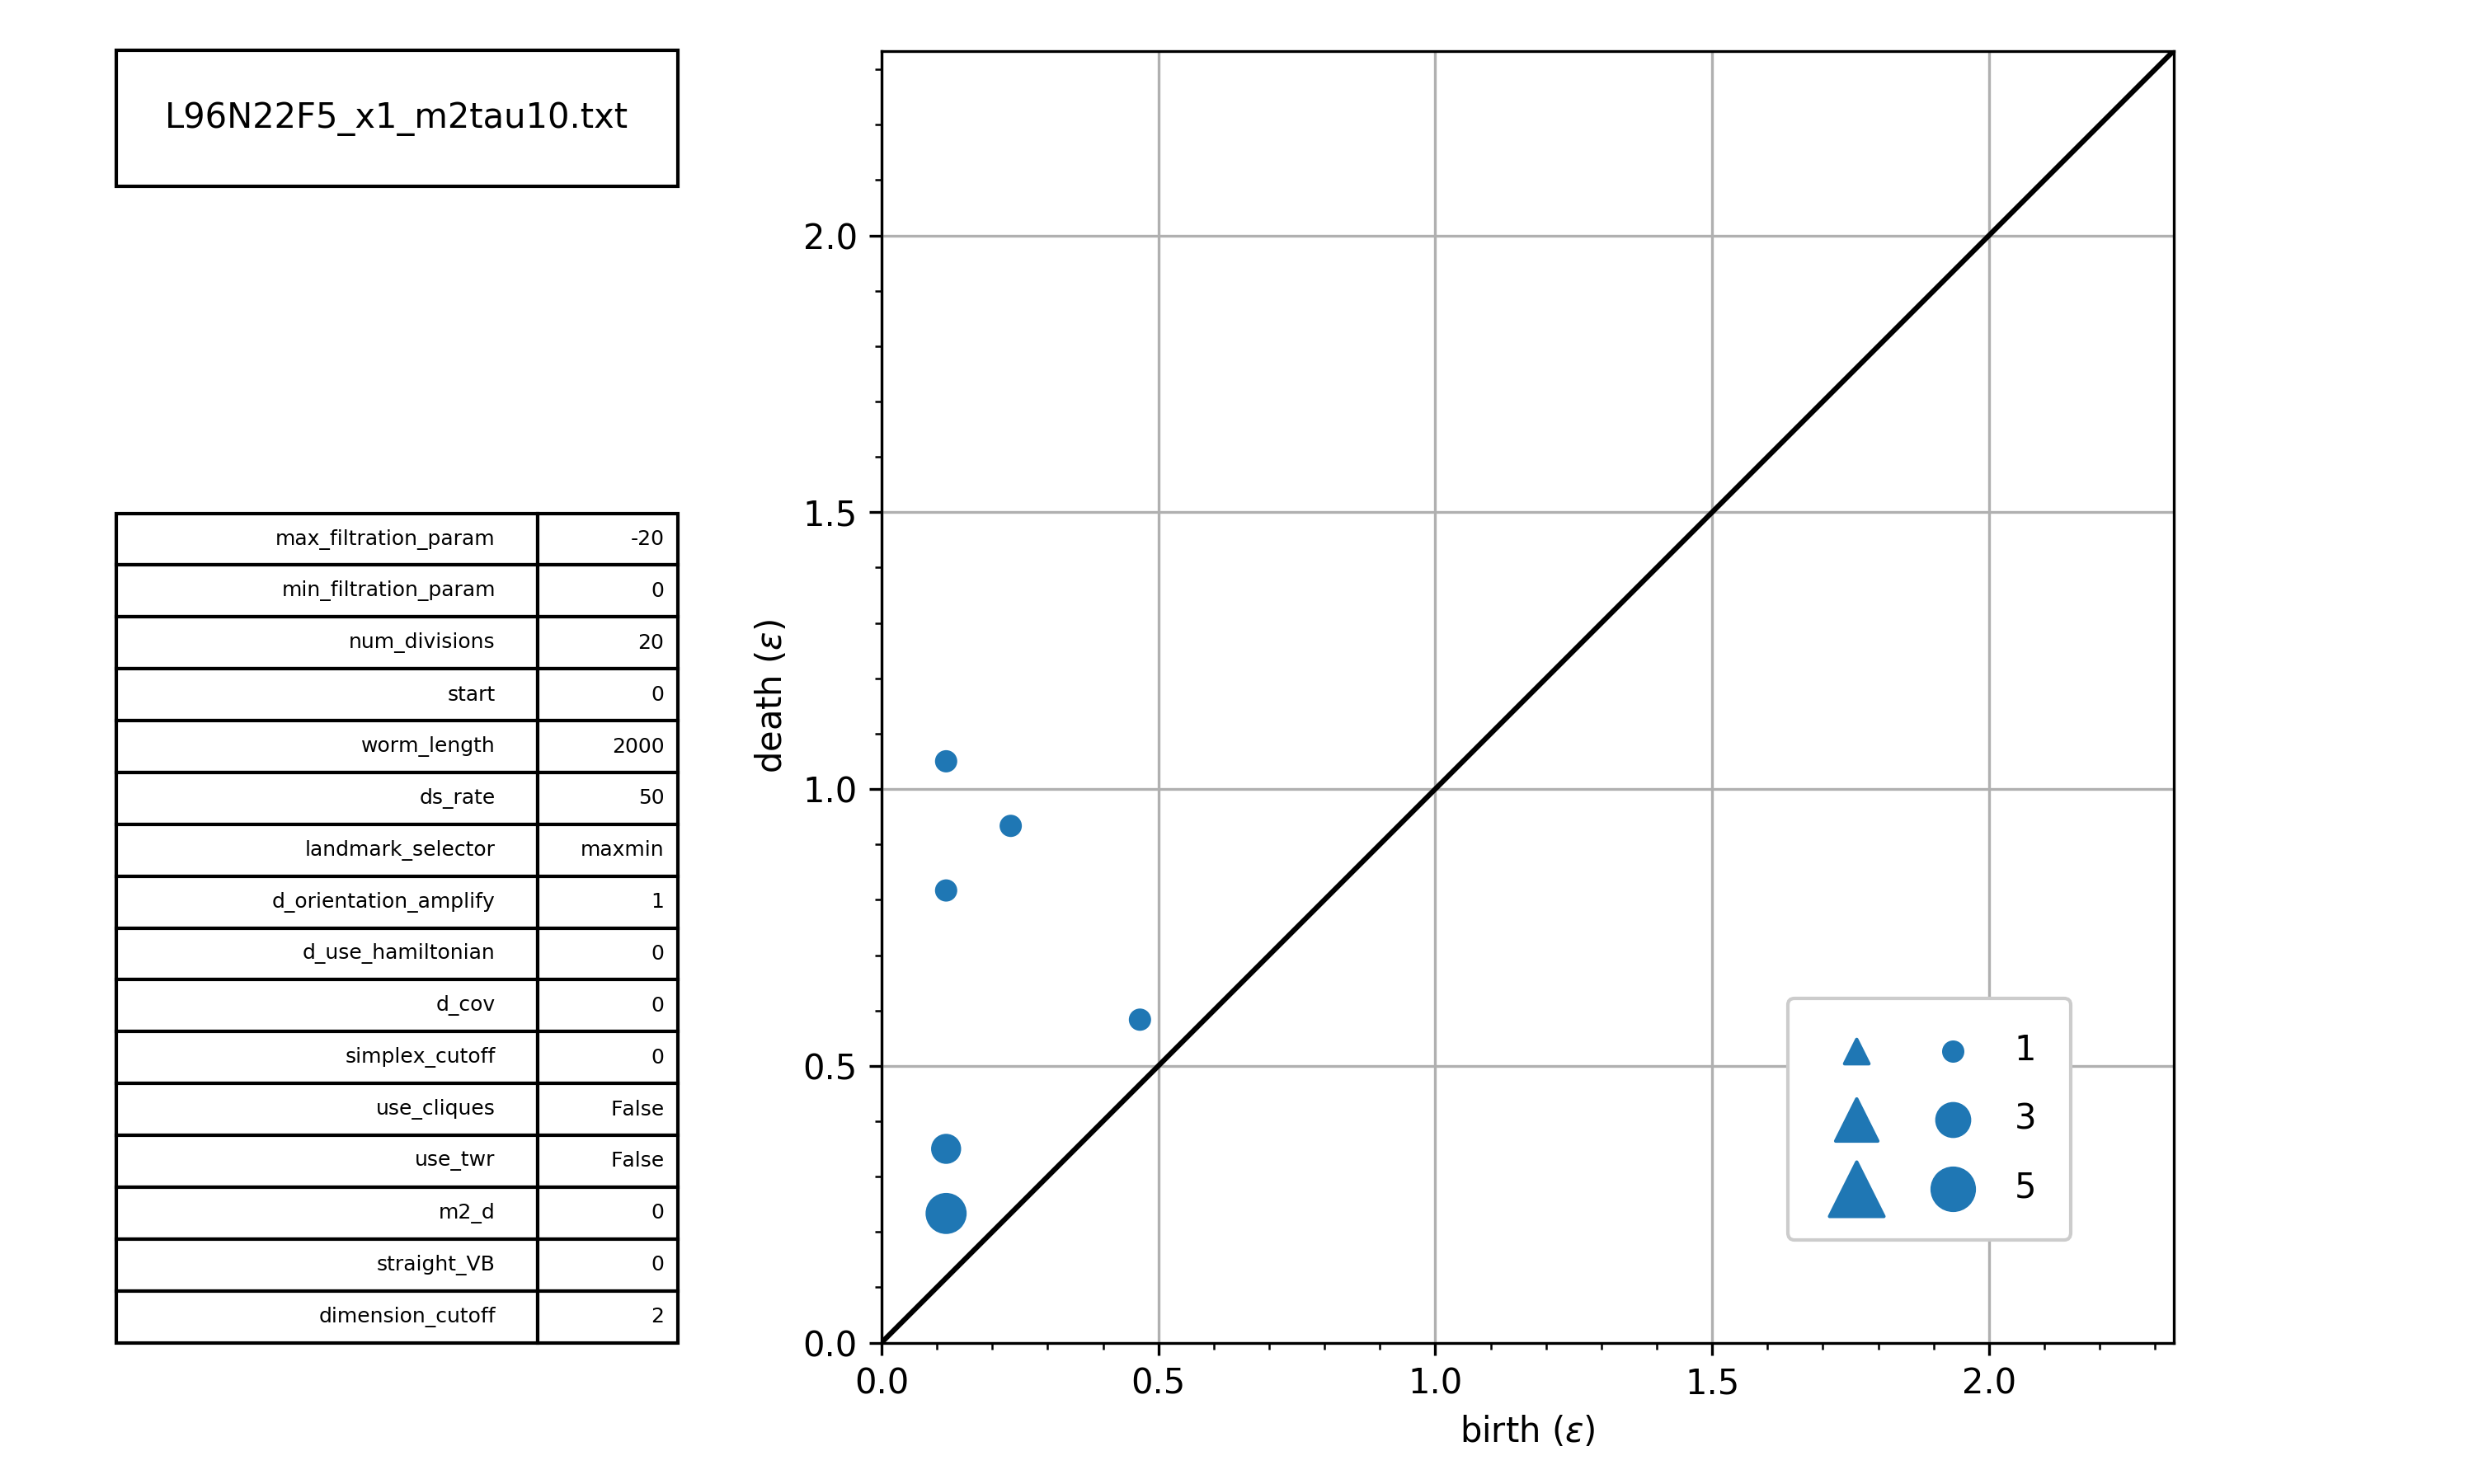 L96N22F5_x1_m2tau10.txt
max_filtration_param -20
min_filtration_param 0
num_divisions 20
start 0
worm_length 2000
ds_rate 50
landmark_selector maxmin
d_orientation_amplify 1
d_use_hamiltonian 0
d_cov 0
simplex_cutoff 0
use_cliques False
use_twr False
m2_d 0
straight_VB 0
dimension_cutoff 2
death (ε)
2.0
1.5
1.0
0.5
0.0
0.0 0.5 1.0 1.5 2.0
birth (ε)
1
3
5